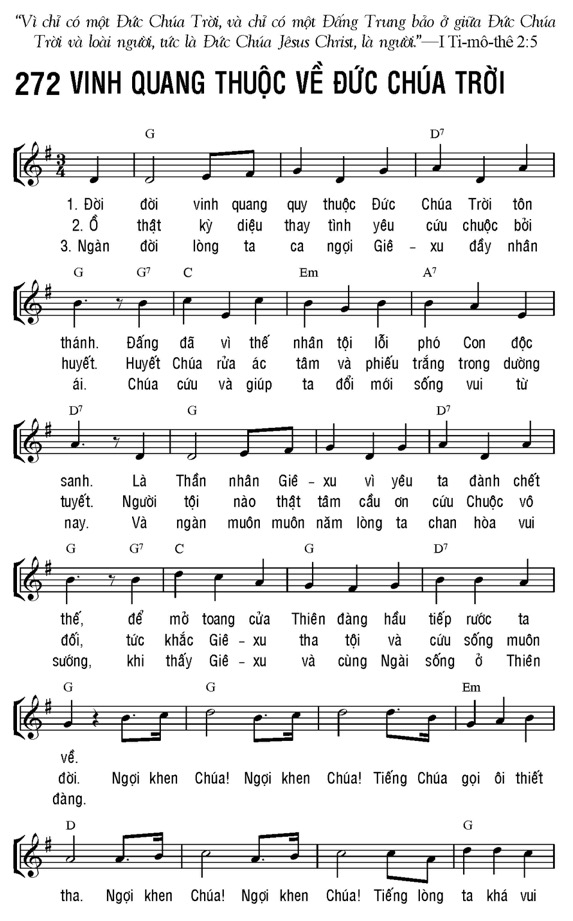 “Vì chỉ có một Đức Chúa Trời, và chỉ có một Đấng Trung bảo ở giữa Đức Chúa
Trời và loài người, tức là Đức Chúa Jêsus Christ, là người.”—I Ti-mô-thê 2:5
272 VINH QUANG THUỘC VỀ ĐỨC CHÚA TRỜI
G D7
3/4
1. Đời đời vinh quang quy thuộc Đức Chúa Trời tôn
2. Ồ thật kỳ diệu thay tình yêu cứu chuộc bởi
3. Ngàn đời lòng ta ca ngợi Giê - xu đầy nhân
G G7 C Em A7
thánh. Đấng đã vì thế nhân tội lỗi phó Con độc
huyết. Huyết Chúa rửa ác tâm và phiếu trắng trong dường
ái. Chúa cứu và giúp ta đổi mới sống vui từ
D7 G D7
sanh. Là Thần nhân Giê - xu vì yêu ta dành chết
tuyết. Người tội nào thật tâm cầu ơn cứu Chuộc vô
nay. Và ngàn muôn muôn năm lòng ta chan hòa vui
G G7 C G D7
thế, để mở toang cửa Thiên đàng hầu tiếp rước ta
đối, tức khắc Giê - xu tha tội và cứu sống muôn
sướng, khi thấy Giê - xu và cùng Ngài sống ở Thiên
G G Em
về.
đời. Ngợi khen Chúa! Ngợi khen Chúa! Tiếng Chúa gọi ôi thiết
đàng.
D G
tha. Ngợi khen Chúa! Ngợi khen Chúa! Tiếng lòng ta khá vui